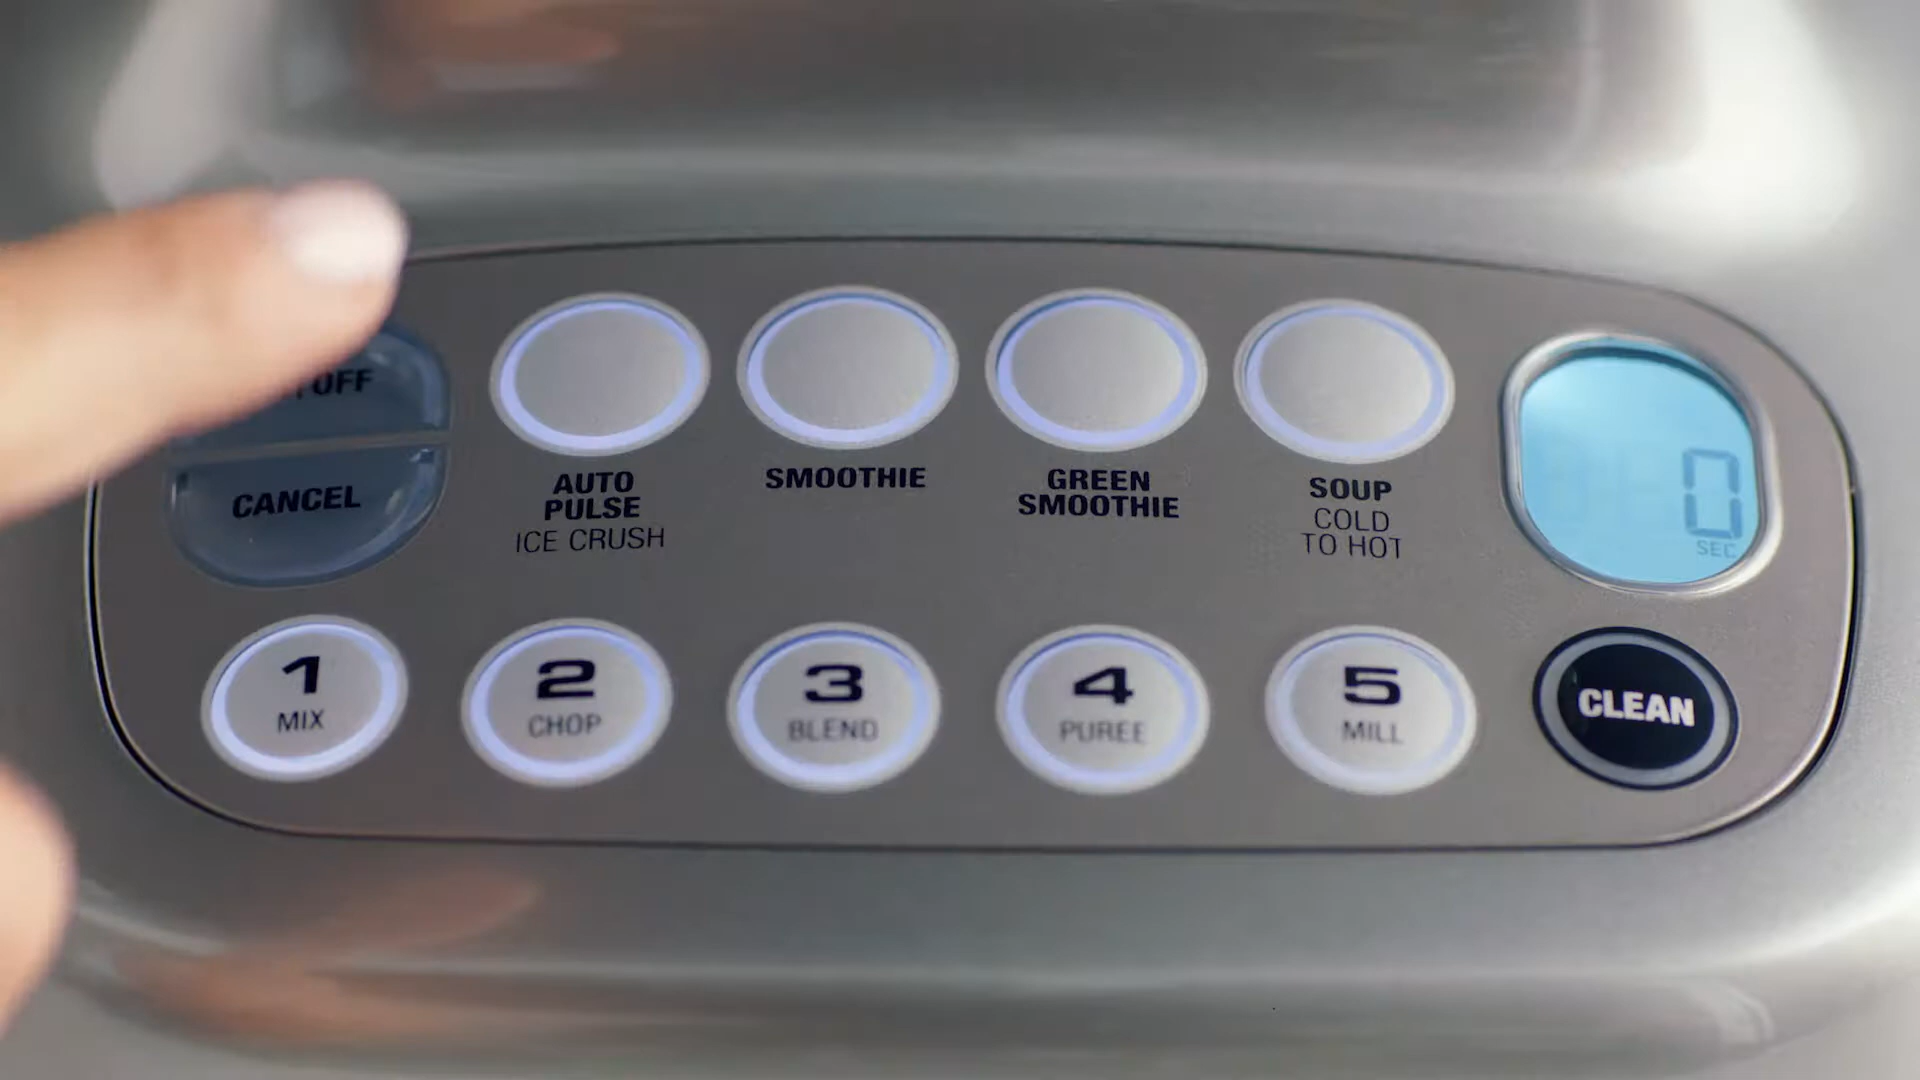 OFF
CANCEL
AUTO
PULSE
ICE CRUSH
SMOOTHIE
GREEN
SMOOTHIE
SOUP
COLD
TO HOT
0
SEC
1
MIX
2
CHOP
3
BLEND
4
PUREE
5
MILL
CLEAN